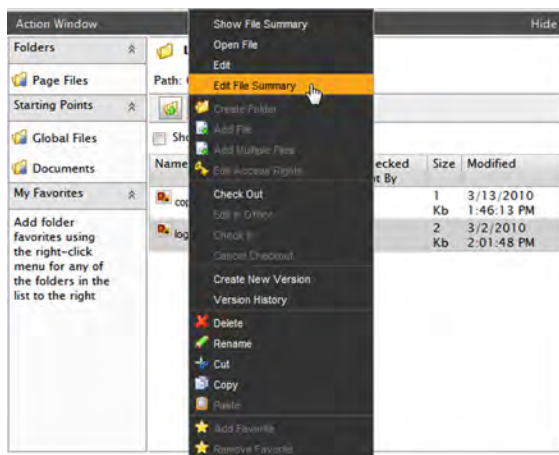 Action Window
Hide
Folders
Page Files
Starting Points
Global Files
Documents
My Favorites
Add folder
favorites using
the right-click
menu for any of
the folders in the
list to the right
Path:
Name
Size Modified
1 3/13/2010
Kb 1:46:13 PM
2 3/2/2010
Kb 2:01:48 PM
Show File Summary
Open File
Edit
Edit File Summary
Create Folder
Add File
Add Multiple Files
Edit Access Rights
Check Out
Edit in Office
Check In
Cancel Checkout
Create New Version
Version History
Delete
Rename
Cut
Copy
Paste
Add Favorite
Remove Favorite